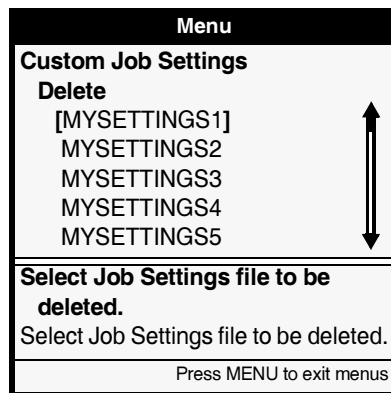 Menu
Custom Job Settings
Delete
[MYSETTINGS1]
MYSETTINGS2
MYSETTINGS3
MYSETTINGS4
MYSETTINGS5
Select Job Settings file to be
deleted.
Select Job Settings file to be deleted.
Press MENU to exit menus